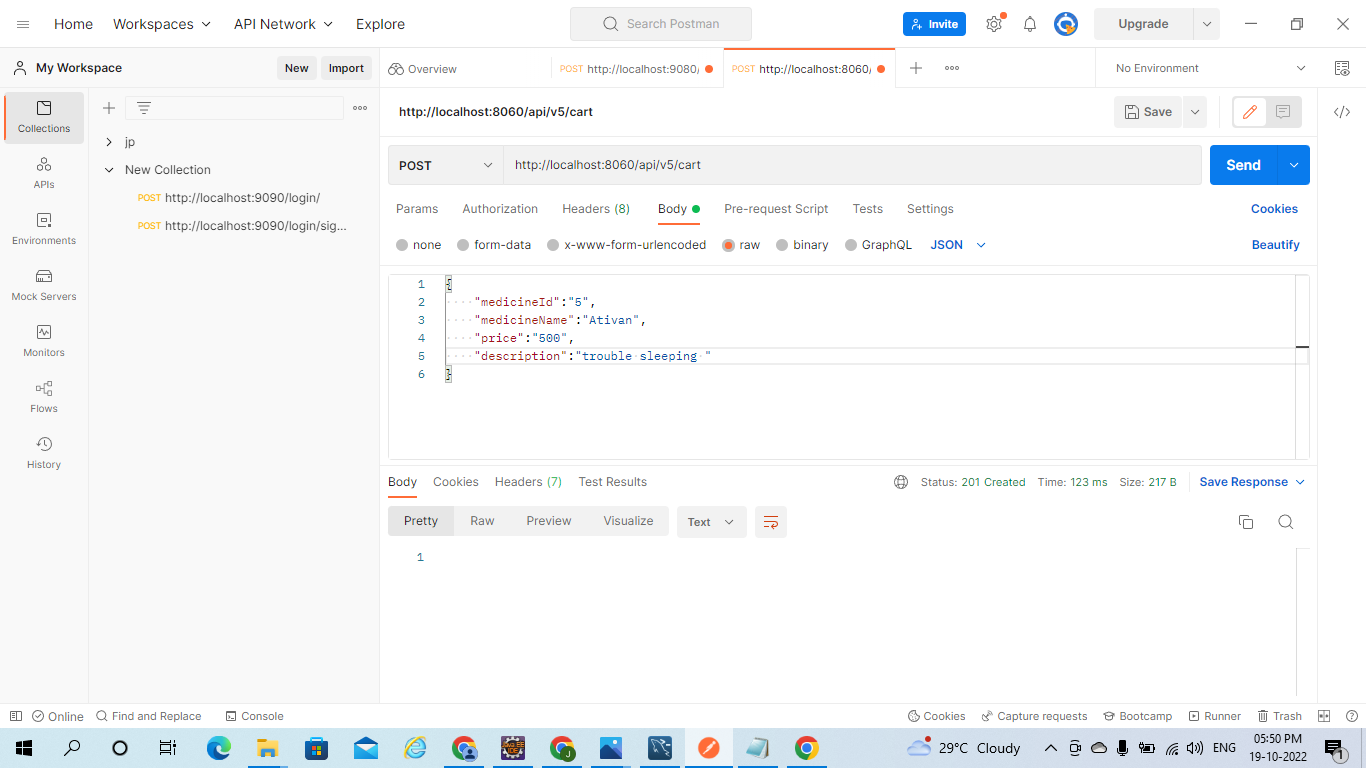 Home Workspaces API Network Explore Search Postman Invite Upgrade
My Workspace New Import Overview POST http://localhost:9080/ POST http://localhost:8060/ No Environment
Collections
APIs
Environments
Mock Servers
Monitors
Flows
History
jp
New Collection
POST http://localhost:9090/login/
POST http://localhost:9090/login/sig...
http://localhost:8060/api/v5/cart Save
POST http://localhost:8060/api/v5/cart Send
Params Authorization Headers (8) Body Pre-request Script Tests Settings Cookies
none form-data x-www-form-urlencoded raw binary GraphQL JSON Beautify
1 {
2 "medicineId":"5",
3 "medicineName":"Ativan",
4 "price":"500",
5 "description":"trouble sleeping "
6 }
Body Cookies Headers (7) Test Results Status: 201 Created Time: 123 ms Size: 217 B Save Response
Pretty Raw Preview Visualize Text
1
Online Find and Replace Console Cookies Capture requests Bootcamp Runner Trash
29°C Cloudy ENG 05:50 PM
19-10-2022
1